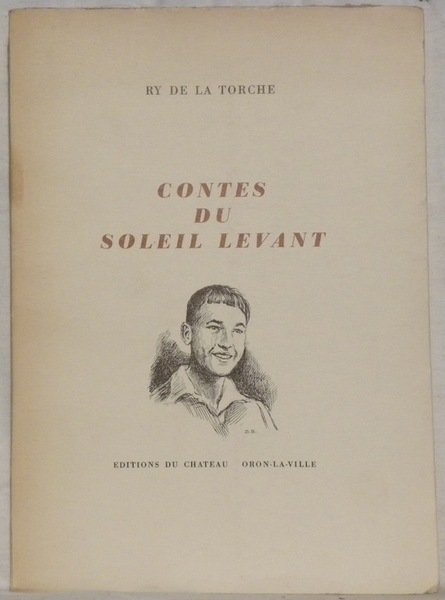 RY DE LA TORCHE
CONTES
DU
SOLEIL LEVANT
EDITIONS DU CHATEAU ORON-LA-VILLE